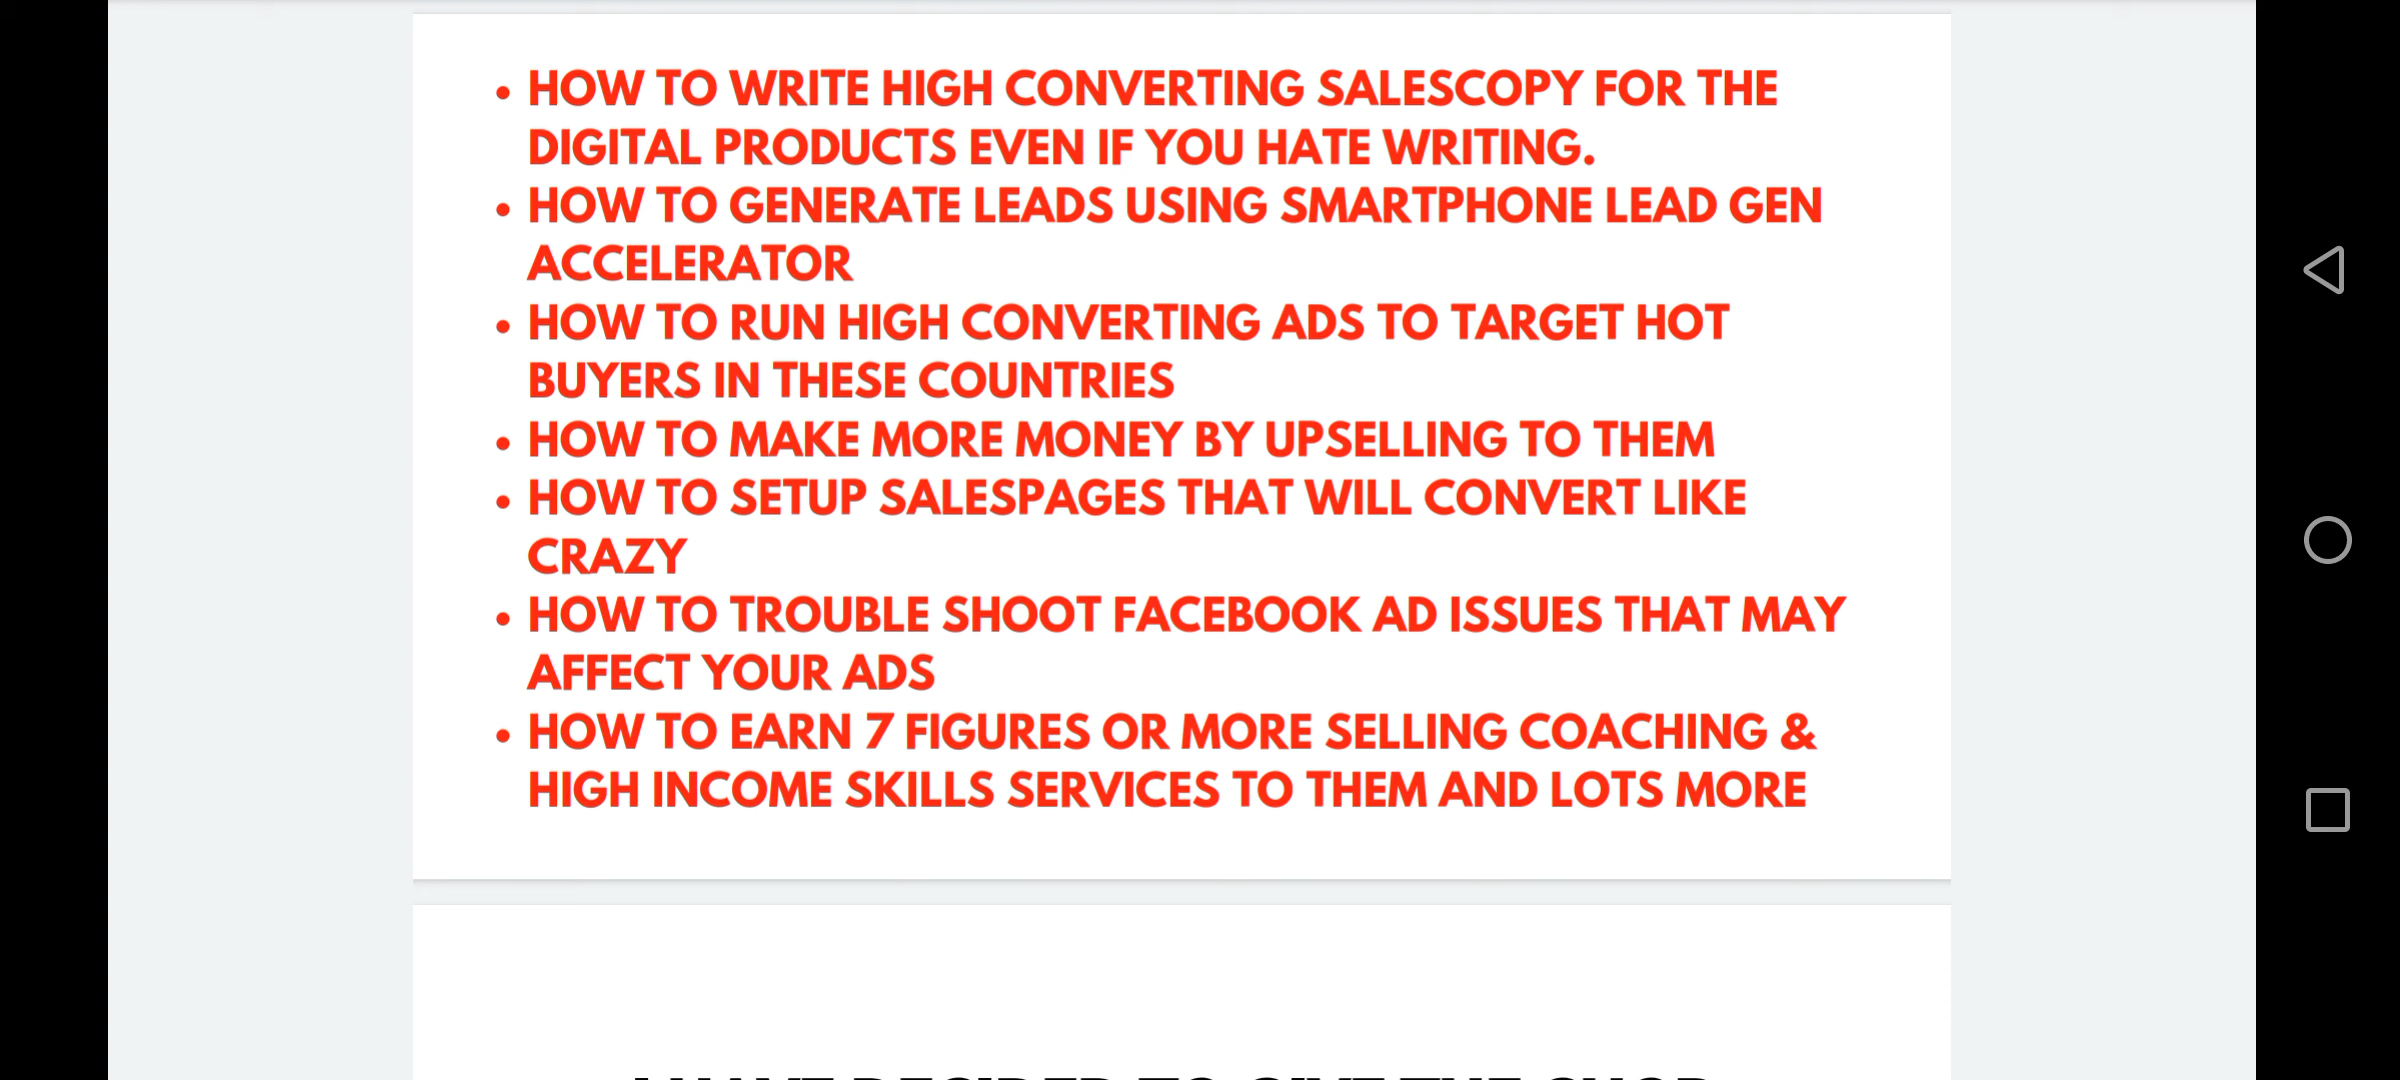 • HOW TO WRITE HIGH CONVERTING SALESCOPY FOR THE
DIGITAL PRODUCTS EVEN IF YOU HATE WRITING.
• HOW TO GENERATE LEADS USING SMARTPHONE LEAD GEN
ACCELERATOR
• HOW TO RUN HIGH CONVERTING ADS TO TARGET HOT
BUYERS IN THESE COUNTRIES
• HOW TO MAKE MORE MONEY BY UPSELLING TO THEM
• HOW TO SETUP SALESPAGES THAT WILL CONVERT LIKE
CRAZY
• HOW TO TROUBLE SHOOT FACEBOOK AD ISSUES THAT MAY
AFFECT YOUR ADS
• HOW TO EARN 7 FIGURES OR MORE SELLING COACHING &
HIGH INCOME SKILLS SERVICES TO THEM AND LOTS MORE